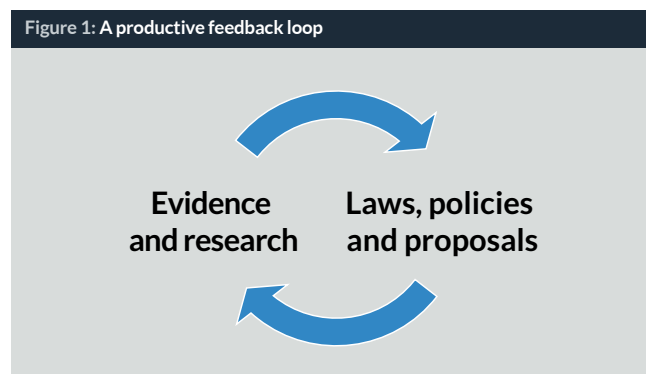 Figure 1: A productive feedback loop
Evidence
and research
Laws, policies
and proposals